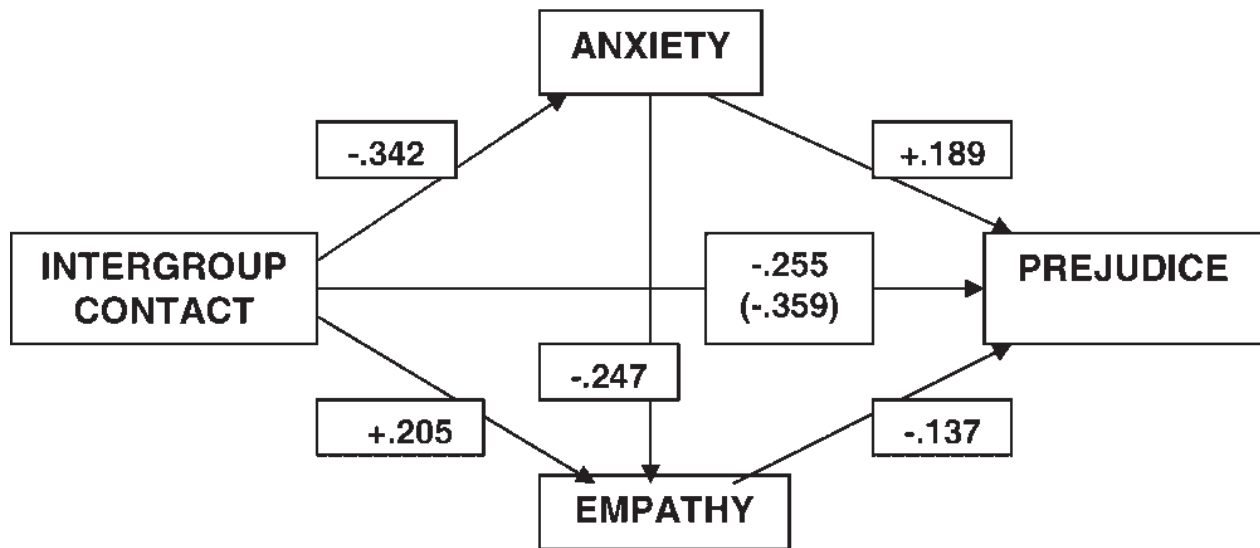 ANXIETY
-.342
+.189
INTERGROUP
CONTACT
-.255
(-.359)
PREJUDICE
-.247
+.205
-.137
EMPATHY